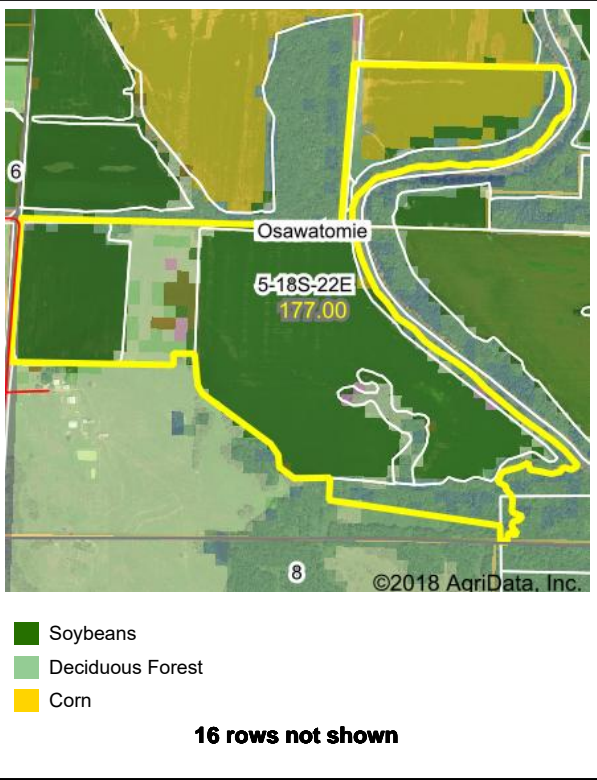 6
Osawatomie
5-18S-22E
177.00
8
©2018 AgriData, Inc.
Soybeans
Deciduous Forest
Corn
16 rows not shown